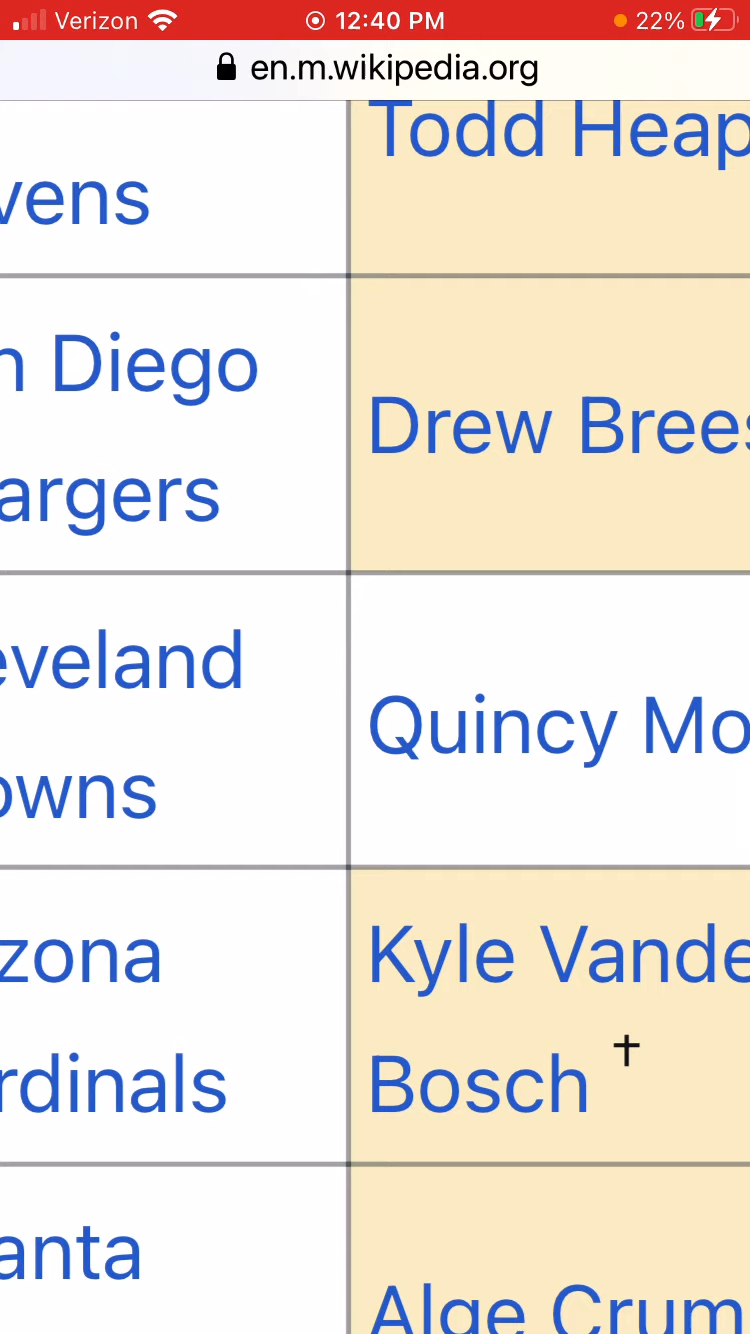 Verizon 12:40 PM 22%
en.m.wikipedia.org
Todd Heap
vens
n Diego
argers
Drew Brees
eveland
owns
Quincy Mo
zona
rdinals
Kyle Vande
Bosch †
anta
Alge Crum